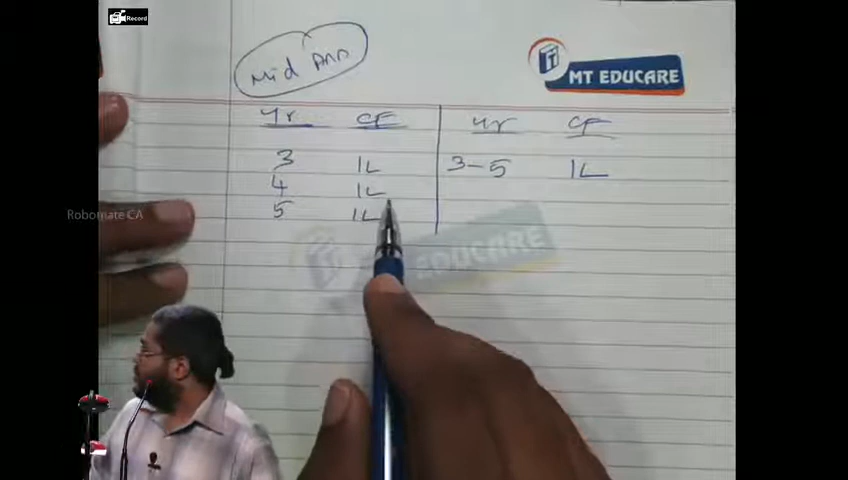 Record
Mid Ann
MT EDUCARE
Yr CF Yr CF
3 1L 3-5 1L
4 1L
5 1L
Robomate CA
EDUCARE